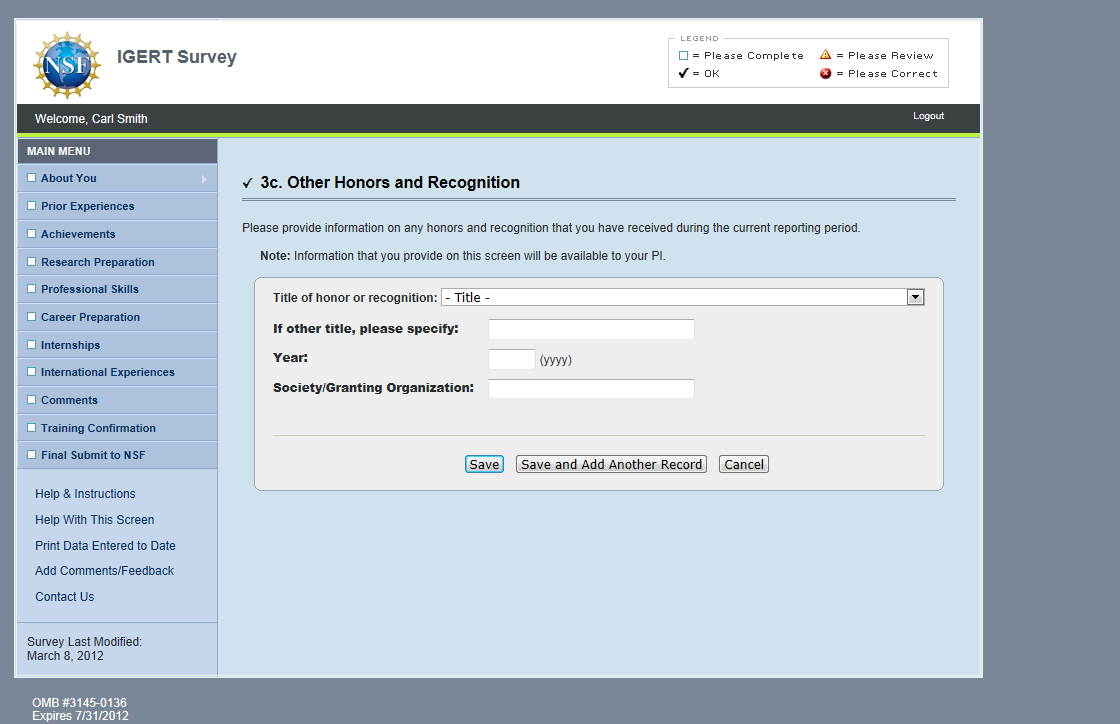 NSF
IGERT Survey
LEGEND
= Please Complete
= Please Review
= OK
= Please Correct
Welcome, Carl Smith
Logout
MAIN MENU
About You
Prior Experiences
Achievements
Research Preparation
Professional Skills
Career Preparation
Internships
International Experiences
Comments
Training Confirmation
Final Submit to NSF
Help & Instructions
Help With This Screen
Print Data Entered to Date
Add Comments/Feedback
Contact Us
Survey Last Modified:
March 8, 2012
3c. Other Honors and Recognition
Please provide information on any honors and recognition that you have received during the current reporting period.
Note: Information that you provide on this screen will be available to your PI.
Title of honor or recognition: - Title -
If other title, please specify:
Year: (yyyy)
Society/Granting Organization:
Save Save and Add Another Record Cancel
OMB #3145-0136
Expires 7/31/2012